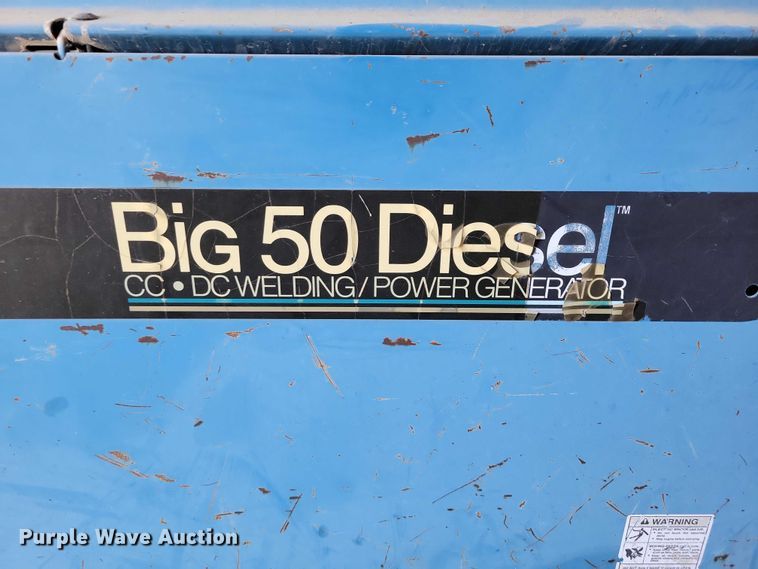 Big 50 Diesel™
CC • DC WELDING/POWER GENERATOR
WARNING
Purple Wave Auction